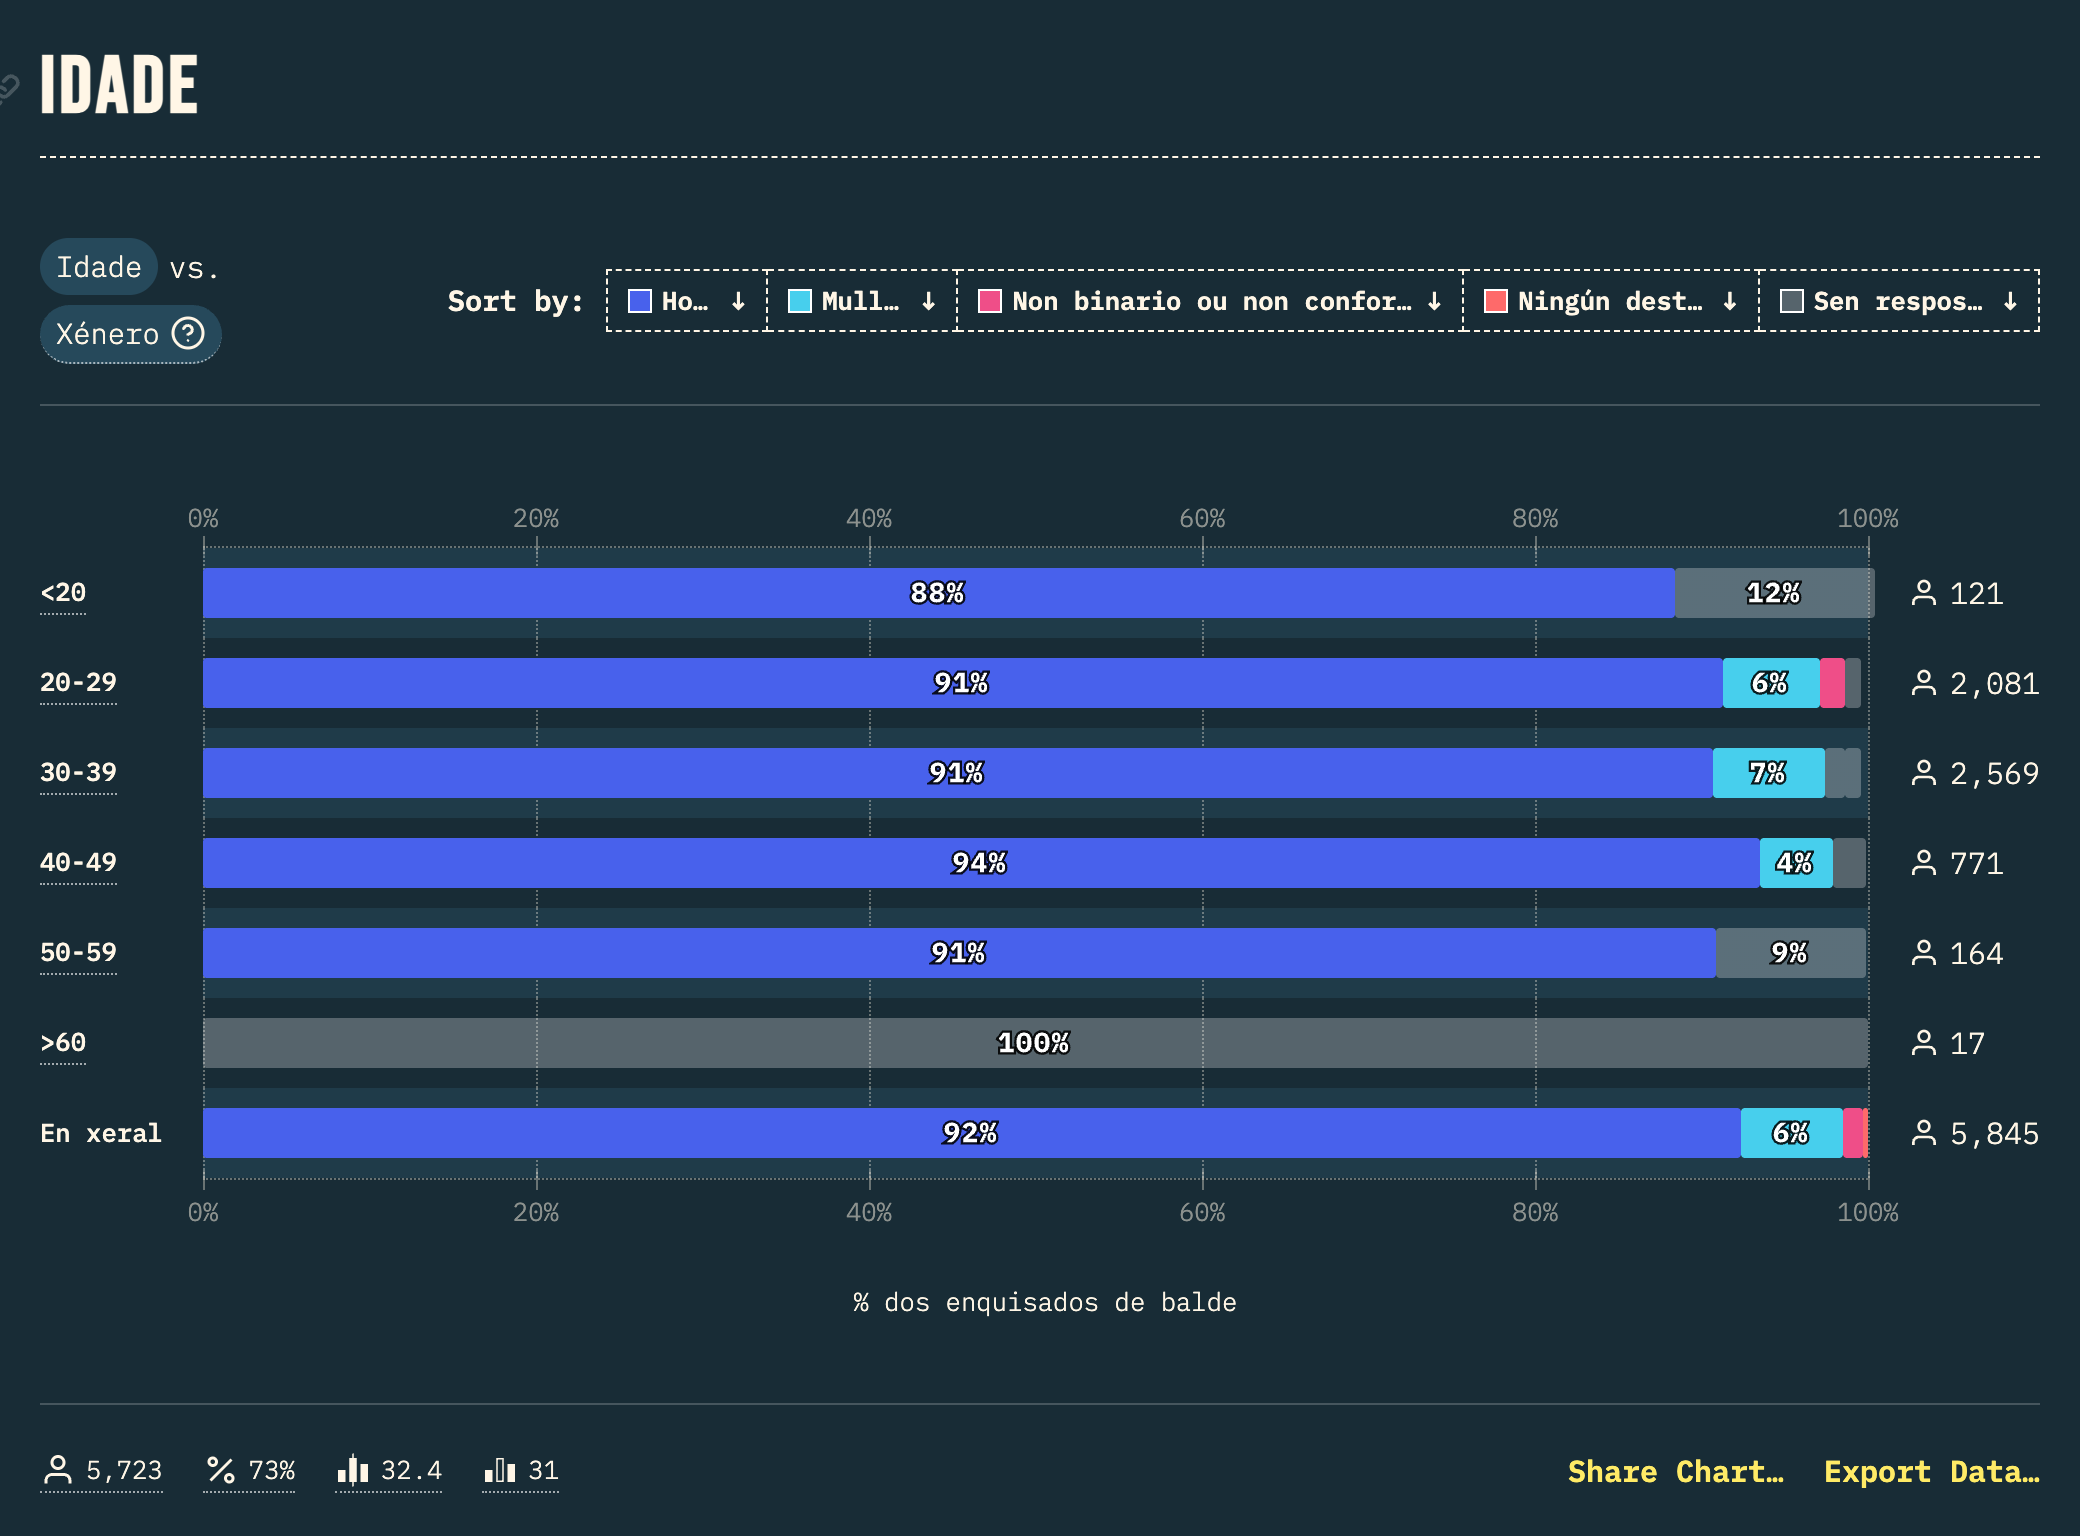 IDADE
Idade vs.
Xénero
Sort by: Ho… ↓ Mull… ↓ Non binario ou non confor… ↓ Ningún dest… ↓ Sen respos… ↓
0% 20% 40% 60% 80% 100%
<20 88% 12% 121
20-29 91% 6% 2,081
30-39 91% 7% 2,569
40-49 94% 4% 771
50-59 91% 9% 164
>60 100% 17
En xeral 92% 6% 5,845
0% 20% 40% 60% 80% 100%
% dos enquisados de balde
5,723 % 73% 32.4 31
Share Chart… Export Data…